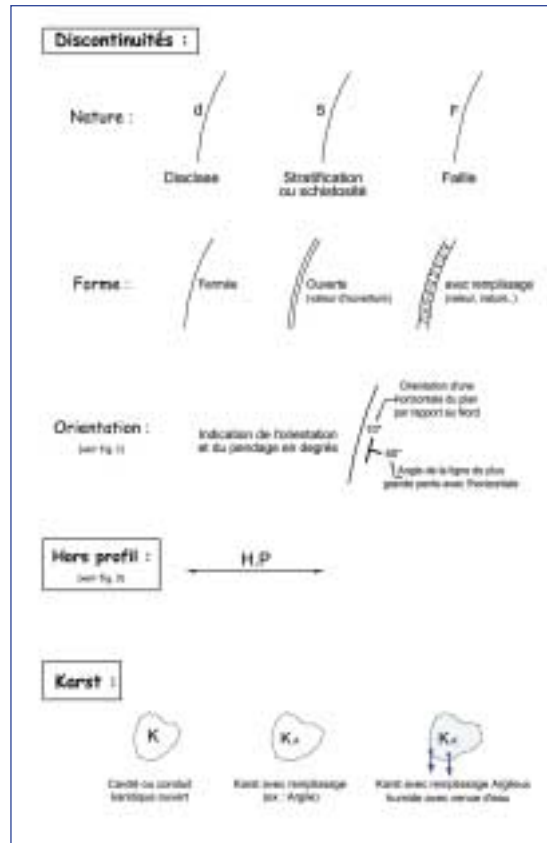 Discontinuités :
Nature :
d
S
F
Diaclase
Stratification
ou schistosité
Faille
Forme :
Fermée
Ouverte
(valeur d'ouverture)
avec remplissage
(valeur, nature..)
Orientation :
(voir fig. 1)
Indication de l'orientation
et du pendage en degrés
Orientation d'une
horizontale du plan
par rapport au Nord
Angle de la ligne de plus
grande pente avec l'horizontale
Hors profil :
H.P
Karst :
K
K.A
K.A
Cavité ou conduit
karstique ouvert
Karst avec remplissage
(ex. : Argile)
Karst avec remplissage Argileux
humide avec venue d'eau